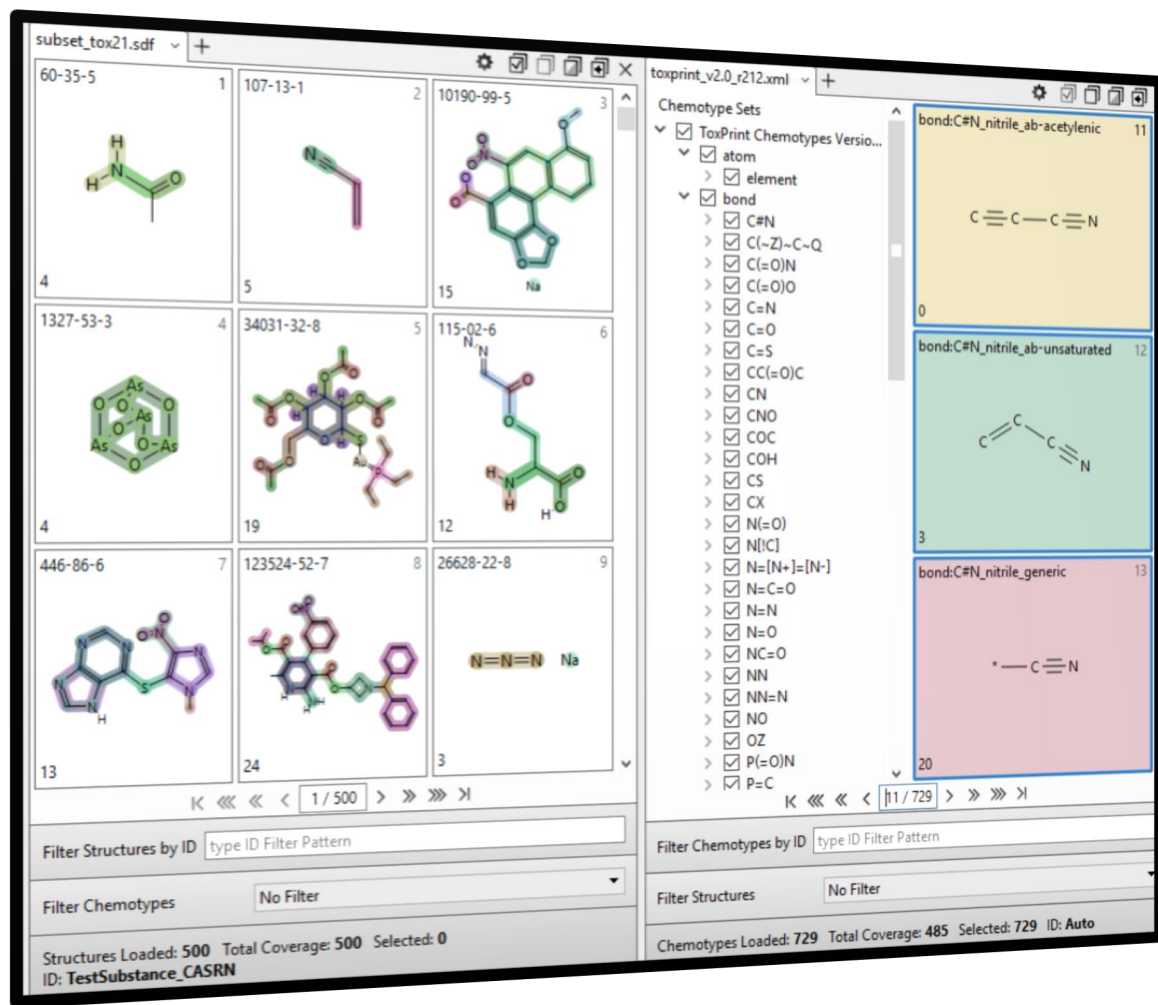 subset_tox21.sdf
60-35-5 1
107-13-1 2
10190-99-5 3
H
N
H
O
4
N
5
O
N
O
O
O
O
O
Na
15
1327-53-3 4
34031-32-8 5
115-02-6 6
As
O
O
O
As
O
As
O
As
O
4
19
N
N
O
O
H
N
H
O
O
H
12
446-86-6 7
123524-52-7 8
26628-22-8 9
13
24
N=N=N Na
3
1 / 500
Filter Structures by ID type ID Filter Pattern
Filter Chemotypes No Filter
Structures Loaded: 500 Total Coverage: 500 Selected: 0
ID: TestSubstance_CASRN
toxprint_v2.0_r212.xml
Chemotype Sets
ToxPrint Chemotypes Versio...
atom
element
bond
C#N
C(~Z)~C~Q
C(=O)N
C(=O)O
C=N
C=O
C=S
CC(=O)C
CN
CNO
COC
COH
CS
CX
N(=O)
N[!C]
N=[N+]=[N-]
N=C=O
N=N
N=O
NC=O
NN
NN=N
NO
OZ
P(=O)N
P=C
bond:C#N_nitrile_ab-acetylenic 11
C≡C—C≡N
0
bond:C#N_nitrile_ab-unsaturated 12
C
C
C
N
3
bond:C#N_nitrile_generic 13
*—C≡N
20
11 / 729
Filter Chemotypes by ID type ID Filter Pattern
Filter Structures No Filter
Chemotypes Loaded: 729 Total Coverage: 485 Selected: 729 ID: Auto